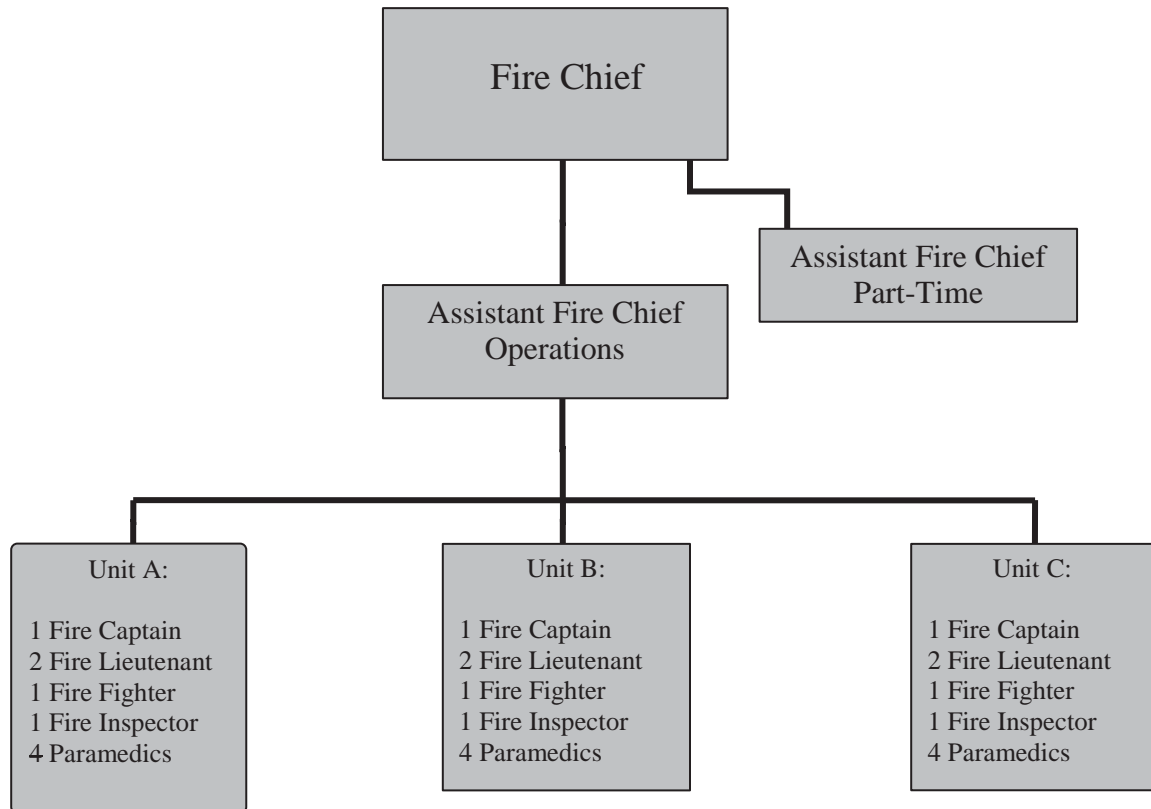 Fire Chief
Assistant Fire Chief
Part-Time
Assistant Fire Chief
Operations
Unit A:
1 Fire Captain
2 Fire Lieutenant
1 Fire Fighter
1 Fire Inspector
4 Paramedics
Unit B:
1 Fire Captain
2 Fire Lieutenant
1 Fire Fighter
1 Fire Inspector
4 Paramedics
Unit C:
1 Fire Captain
2 Fire Lieutenant
1 Fire Fighter
1 Fire Inspector
4 Paramedics